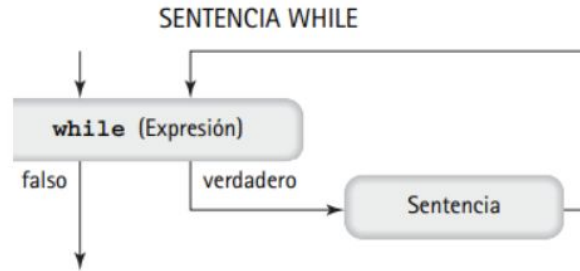 SENTENCIA WHILE
while (Expresión)
falso
verdadero
Sentencia